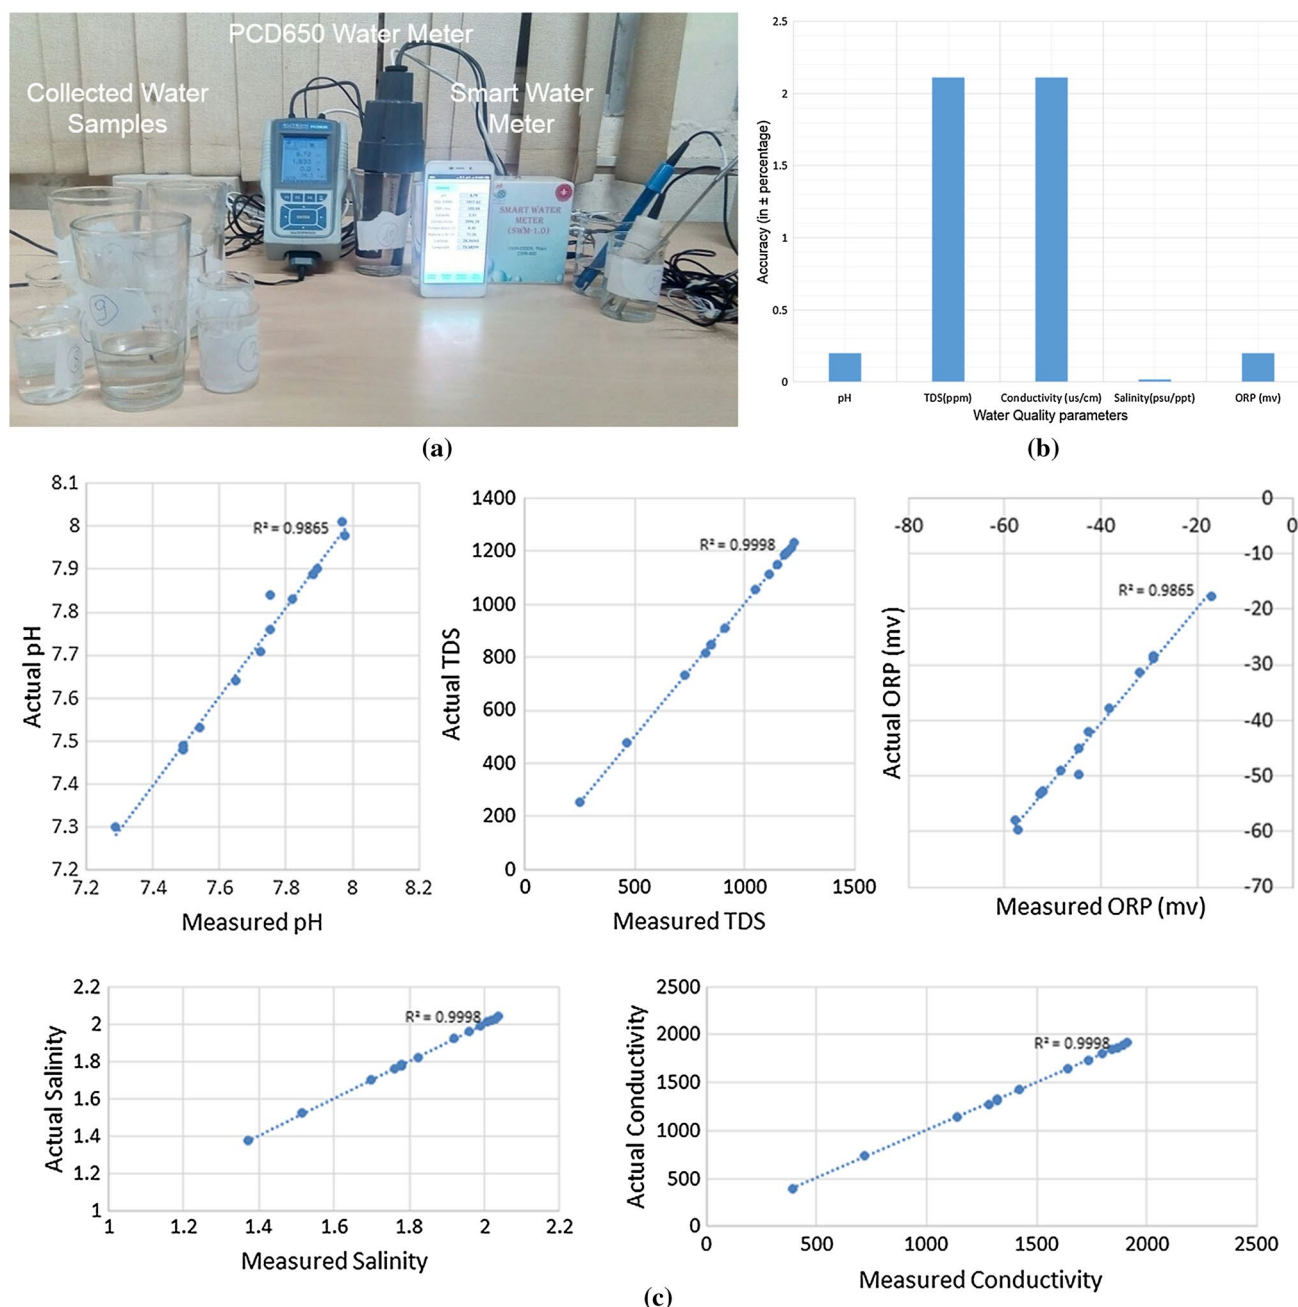 PCD650 Water Meter
Collected Water
Samples
Smart Water
Meter
SMART WATER
METER
(SWM-1.0)
9
(a)
2.5
2
1.5
1
0.5
0
Accuracy (in ± percentage)
pH TDS(ppm) Conductivity (us/cm) Salinity(psu/ppt) ORP (mv)
Water Quality parameters
(b)
8.1
8
7.9
7.8
7.7
7.6
7.5
7.4
7.3
7.2
Actual pH
R² = 0.9865
7.2 7.4 7.6 7.8 8 8.2
Measured pH
1400
1200
1000
800
600
400
200
0
Actual TDS
R² = 0.9998
0 500 1000 1500
Measured TDS
-80 -60 -40 -20 0
0
-10
-20
-30
-40
-50
-60
-70
Actual ORP (mv)
R² = 0.9865
Measured ORP (mv)
2.2
2
1.8
1.6
1.4
1.2
1
Actual Salinity
R² = 0.9998
1 1.2 1.4 1.6 1.8 2 2.2
Measured Salinity
2500
2000
1500
1000
500
0
Actual Conductivity
R² = 0.9998
0 500 1000 1500 2000 2500
Measured Conductivity
(c)